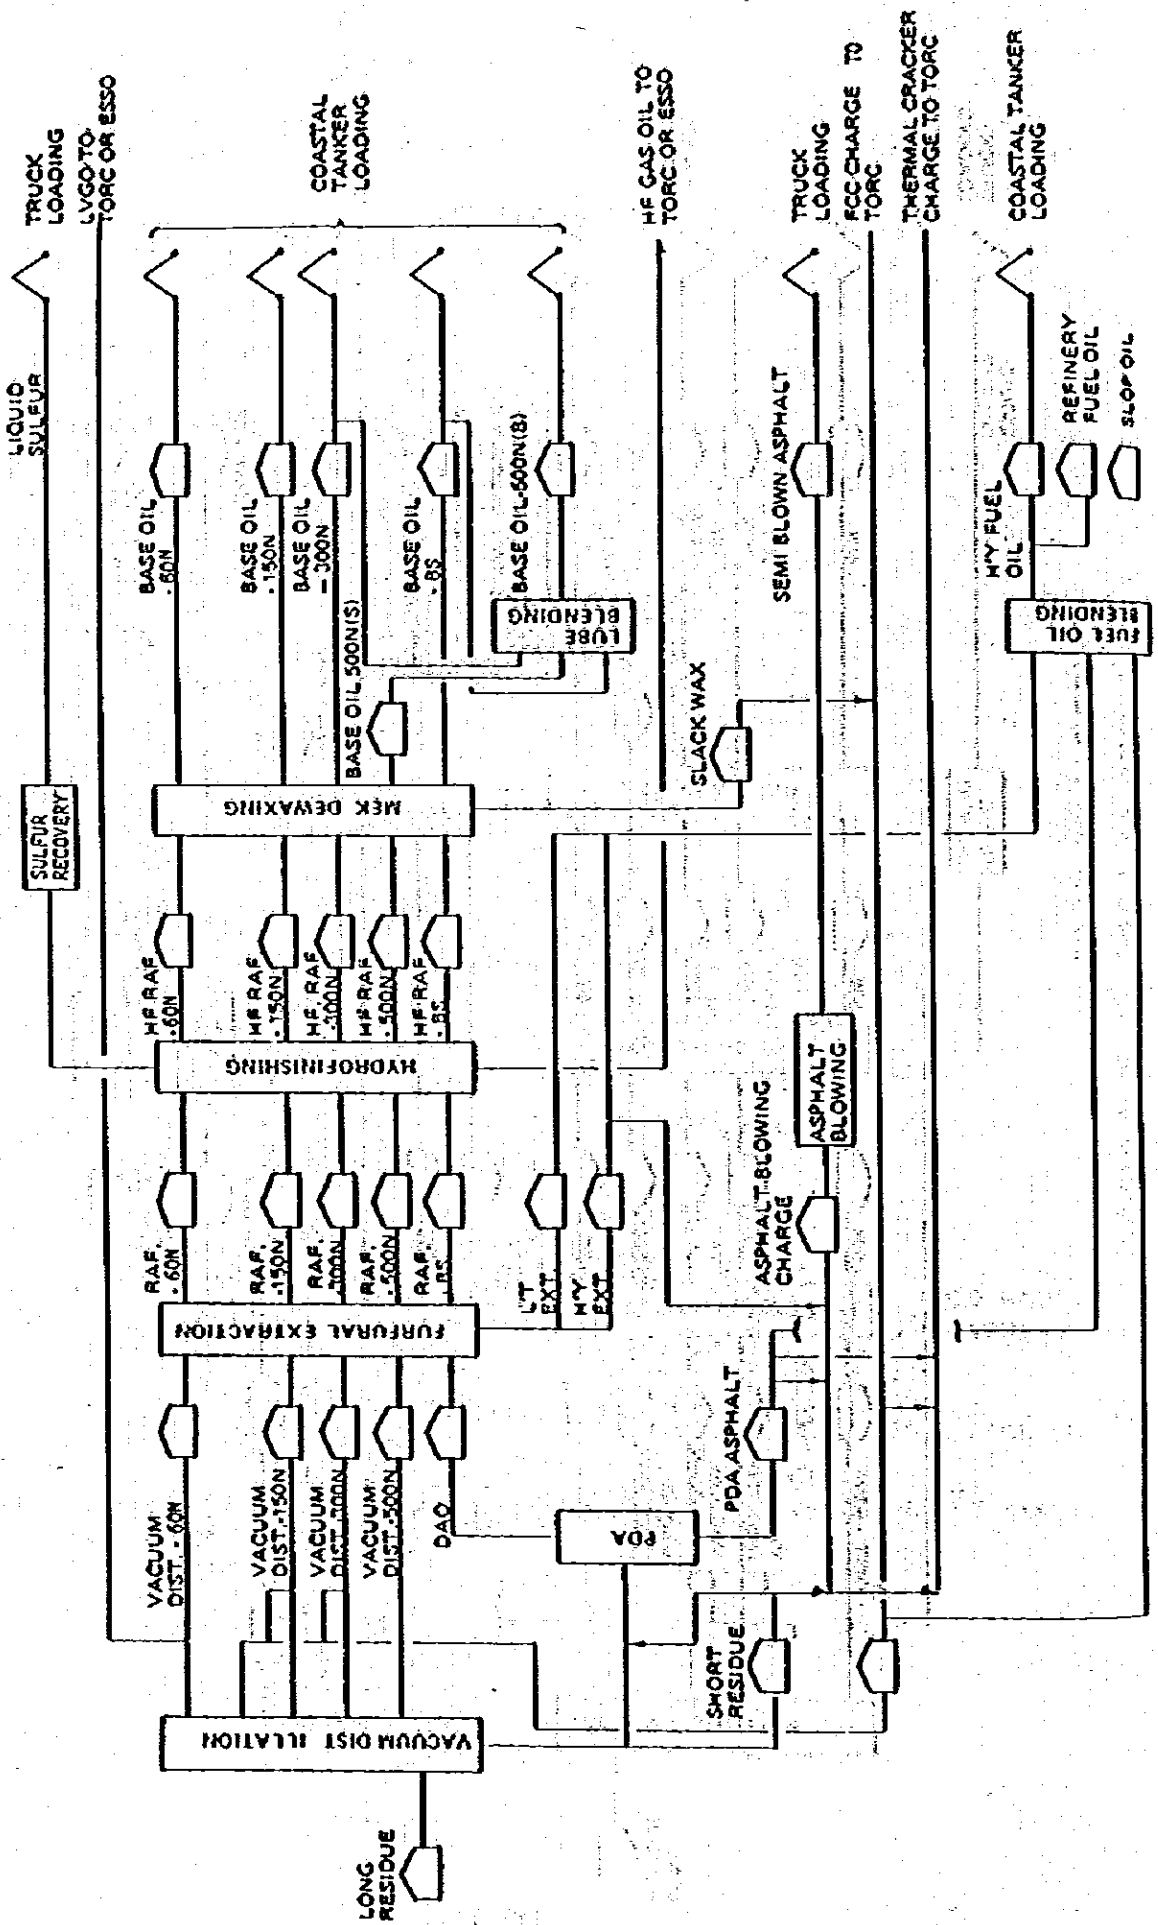 LONG
RESIDUE
VACUUM DISTILLATION
VACUUM
DIST. - 60N
VACUUM
DIST.-150N
VACUUM
DIST.-300N
VACUUM
DIST.-500N
DAO
PDA
SHORT
RESIDUE
PDA ASPHALT
FURFURAL EXTRACTION
RAF.
-60N
RAF.
-150N
RAF.
-300N
RAF.
-500N
RAF.
-BS
L'T
EXT.
H'Y
EXT
ASPHALT BLOWING
CHARGE
ASPHALT
BLOWING
HYDROFINISHING
HF RAF
-60N
HF RAF
-150N
HF RAF
-300N
HF RAF
-500N
HF RAF
-BS
SULFUR
RECOVERY
MEK DEWAXING
SLACK WAX
BASE OIL 500N(S)
LUBE
BLENDING
BASE OIL
-60N
BASE OIL
-150N
BASE OIL
-300N
BASE OIL
-BS
BASE OIL-500N(B)
SEMI BLOWN ASPHALT
FUEL OIL
BLENDING
H'Y FUEL
OIL
REFINERY
FUEL OIL
SLOP OIL
LIQUID
SULFUR
TRUCK
LOADING
LVGO TO
TORC OR ESSO
COASTAL
TANKER
LOADING
HF GAS OIL TO
TORC OR ESSO
TRUCK
LOADING
FCC CHARGE TO
TORC
THERMAL CRACKER
CHARGE TO TORC
COASTAL TANKER
LOADING